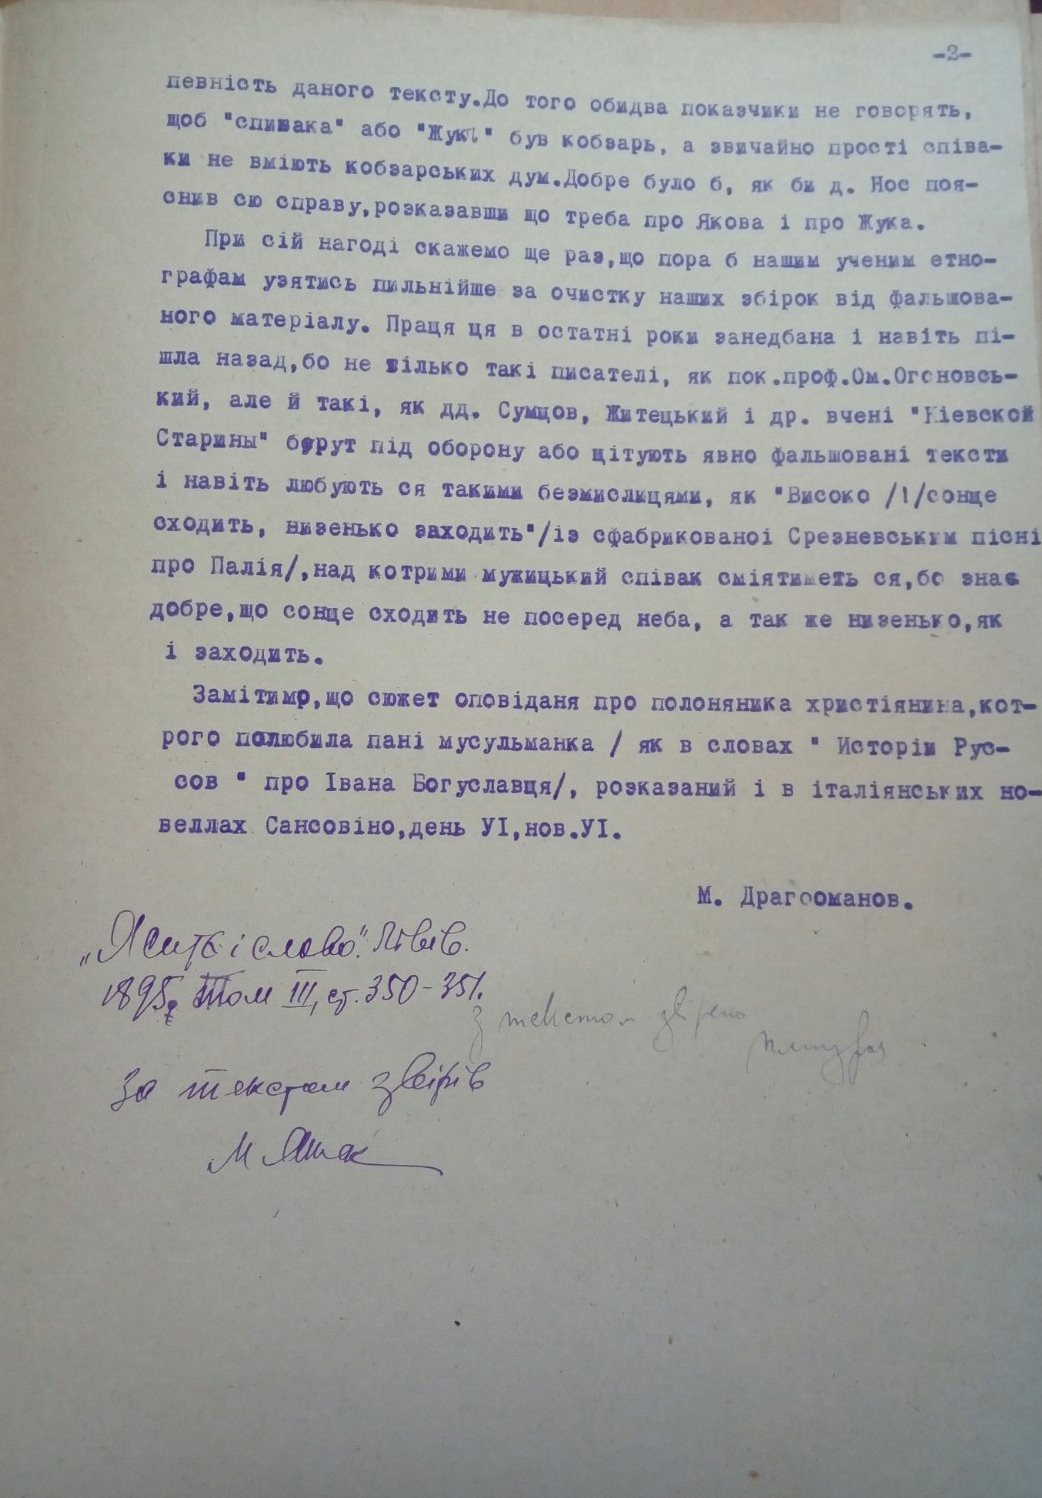 -2-
певність даного тексту.До того обидва показчики не говорять,
щоб "спивака" або "Жукъ" був кобзарь, а звичайно прості співа-
ки не вміють кобзарських дум.Добре було б, як би д. Нос поя-
снив сю справу,розказавши що треба про Якова і про Жука.
При сій нагоді скажемо ще раз,що пора б нашим ученим етно-
графам узятись пильнійше за очистку наших збірок від фальшова-
ного матеріалу. Праця ця в остатні роки занедбана і навіть пі-
шла назад,бо не тілько такі писателі, як пок.проф.Ом.Огоновсь-
кий, але й такі, як дд. Сумцов, Житецький і др. вчені "Кіевской
Старины" берут під оборону або цітують явно фальшовані тексти
і навіть любують ся такими безмислицями, як "Високо /!/сонце
сходить, низенько заходить"/із сфабрикованоі Срезневським пісні
про Палія/,над котрими мужицький співак сміятиметь ся,бо знає
добре,що сонце сходить не посеред неба, а так же низенько,як
і заходить.
Замітимо,що сюжет оповіданя про полоняника християнина,кот-
рого полюбила пані мусульманка / як в словах " Исторіи Рус-
сов " про Івана Богуславця/, розказаний і в італіянських но-
веллах Сансовіно,день УІ,нов.УІ.
М. Драгоманов.
„Житє і слово". Львів.
1895, Том III, ст. 350-351.
З текстом звірено
За текстом звірів
М Яшек